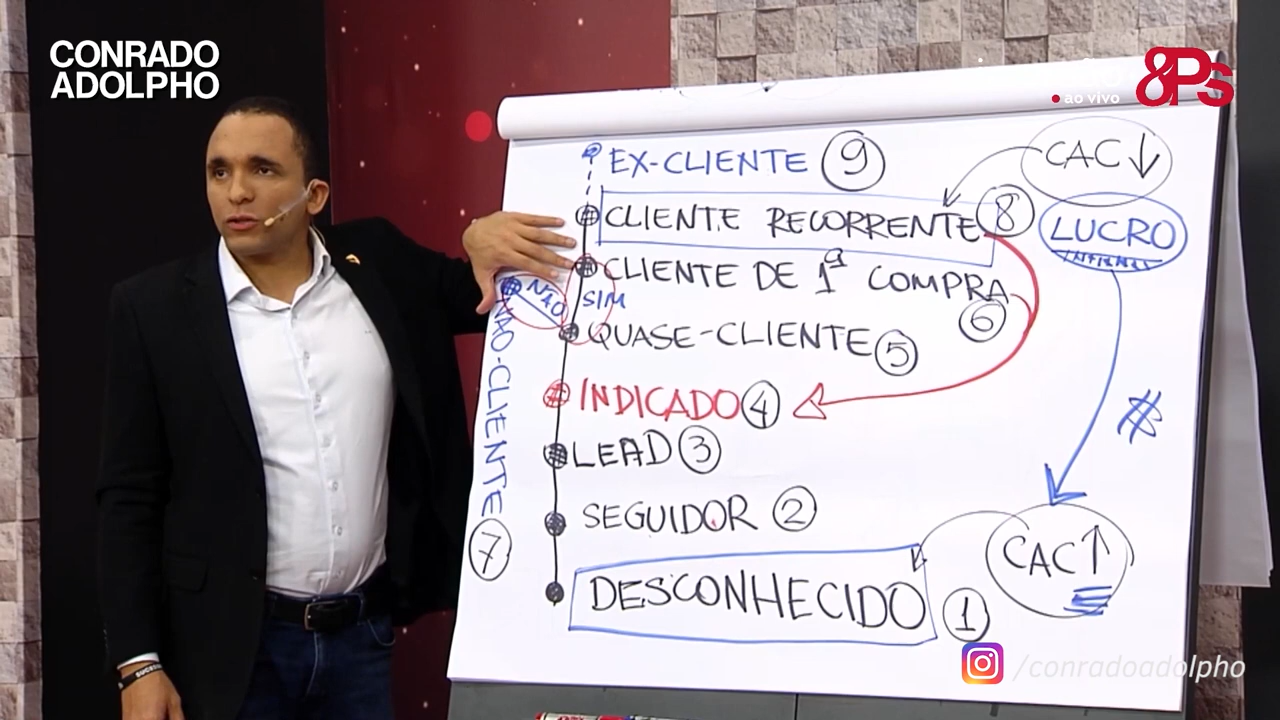 CONRADO
ADOLPHO
8Ps
ao vivo
EX-CLIENTE 9
CAC↓
CLIENTE RECORRENTE 8
LUCRO
CLIENTE DE 1ª COMPRA
6
NÃO
SIM
QUASE-CLIENTE 5
NÃO-CLIENTE
7
INDICADO 4
LEAD 3
SEGUIDOR 2
CAC↑
DESCONHECIDO 1
/conradoadolpho